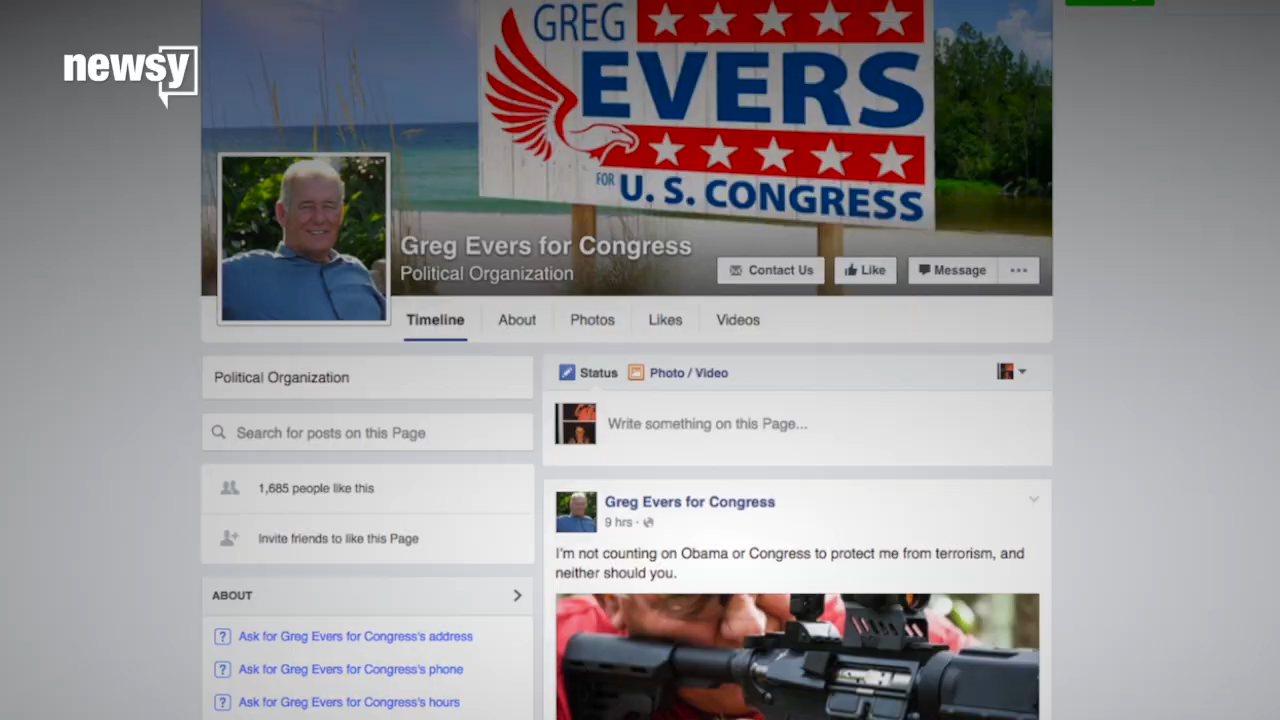 newsy
GREG
EVERS
FOR U. S. CONGRESS
Greg Evers for Congress
Political Organization
Contact Us
Like
Message
Timeline
About
Photos
Likes
Videos
Political Organization
Status
Photo / Video
Search for posts on this Page
Write something on this Page...
1,685 people like this
Invite friends to like this Page
Greg Evers for Congress
9 hrs ·
I'm not counting on Obama or Congress to protect me from terrorism, and
neither should you.
ABOUT
? Ask for Greg Evers for Congress's address
? Ask for Greg Evers for Congress's phone
? Ask for Greg Evers for Congress's hours